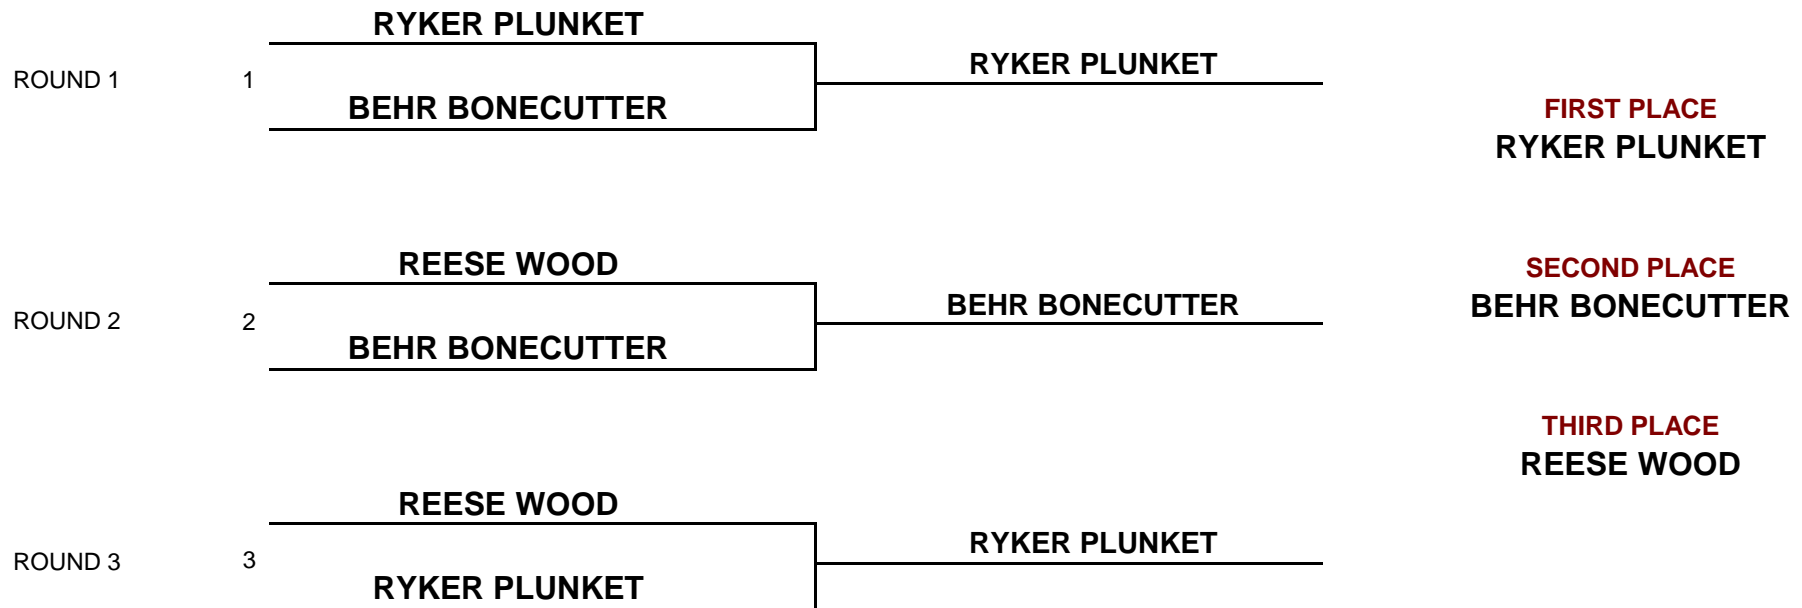 RYKER PLUNKET
ROUND 1 1 RYKER PLUNKET
BEHR BONECUTTER
FIRST PLACE
RYKER PLUNKET
REESE WOOD
ROUND 2 2 BEHR BONECUTTER
BEHR BONECUTTER
SECOND PLACE
BEHR BONECUTTER
THIRD PLACE
REESE WOOD
REESE WOOD
ROUND 3 3 RYKER PLUNKET
RYKER PLUNKET